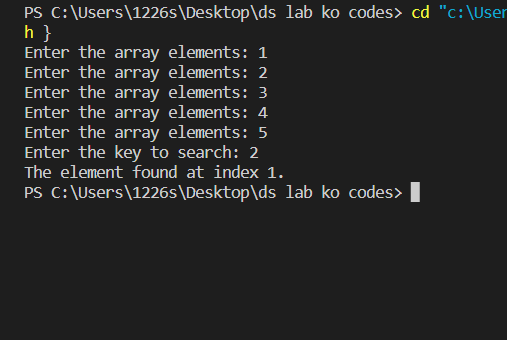 PS C:\Users\1226s\Desktop\ds lab ko codes> cd "c:\User
h }
Enter the array elements: 1
Enter the array elements: 2
Enter the array elements: 3
Enter the array elements: 4
Enter the array elements: 5
Enter the key to search: 2
The element found at index 1.
PS C:\Users\1226s\Desktop\ds lab ko codes>